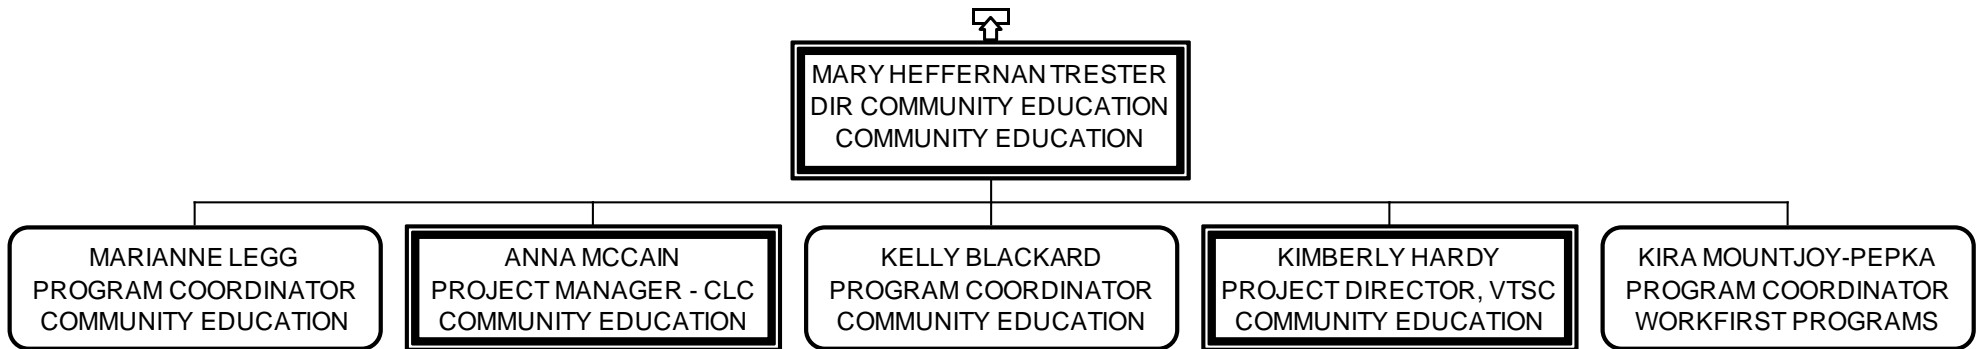 MARY HEFFERNAN TRESTER
DIR COMMUNITY EDUCATION
COMMUNITY EDUCATION
MARIANNE LEGG
PROGRAM COORDINATOR
COMMUNITY EDUCATION
ANNA MCCAIN
PROJECT MANAGER - CLC
COMMUNITY EDUCATION
KELLY BLACKARD
PROGRAM COORDINATOR
COMMUNITY EDUCATION
KIMBERLY HARDY
PROJECT DIRECTOR, VTSC
COMMUNITY EDUCATION
KIRA MOUNTJOY-PEPKA
PROGRAM COORDINATOR
WORKFIRST PROGRAMS